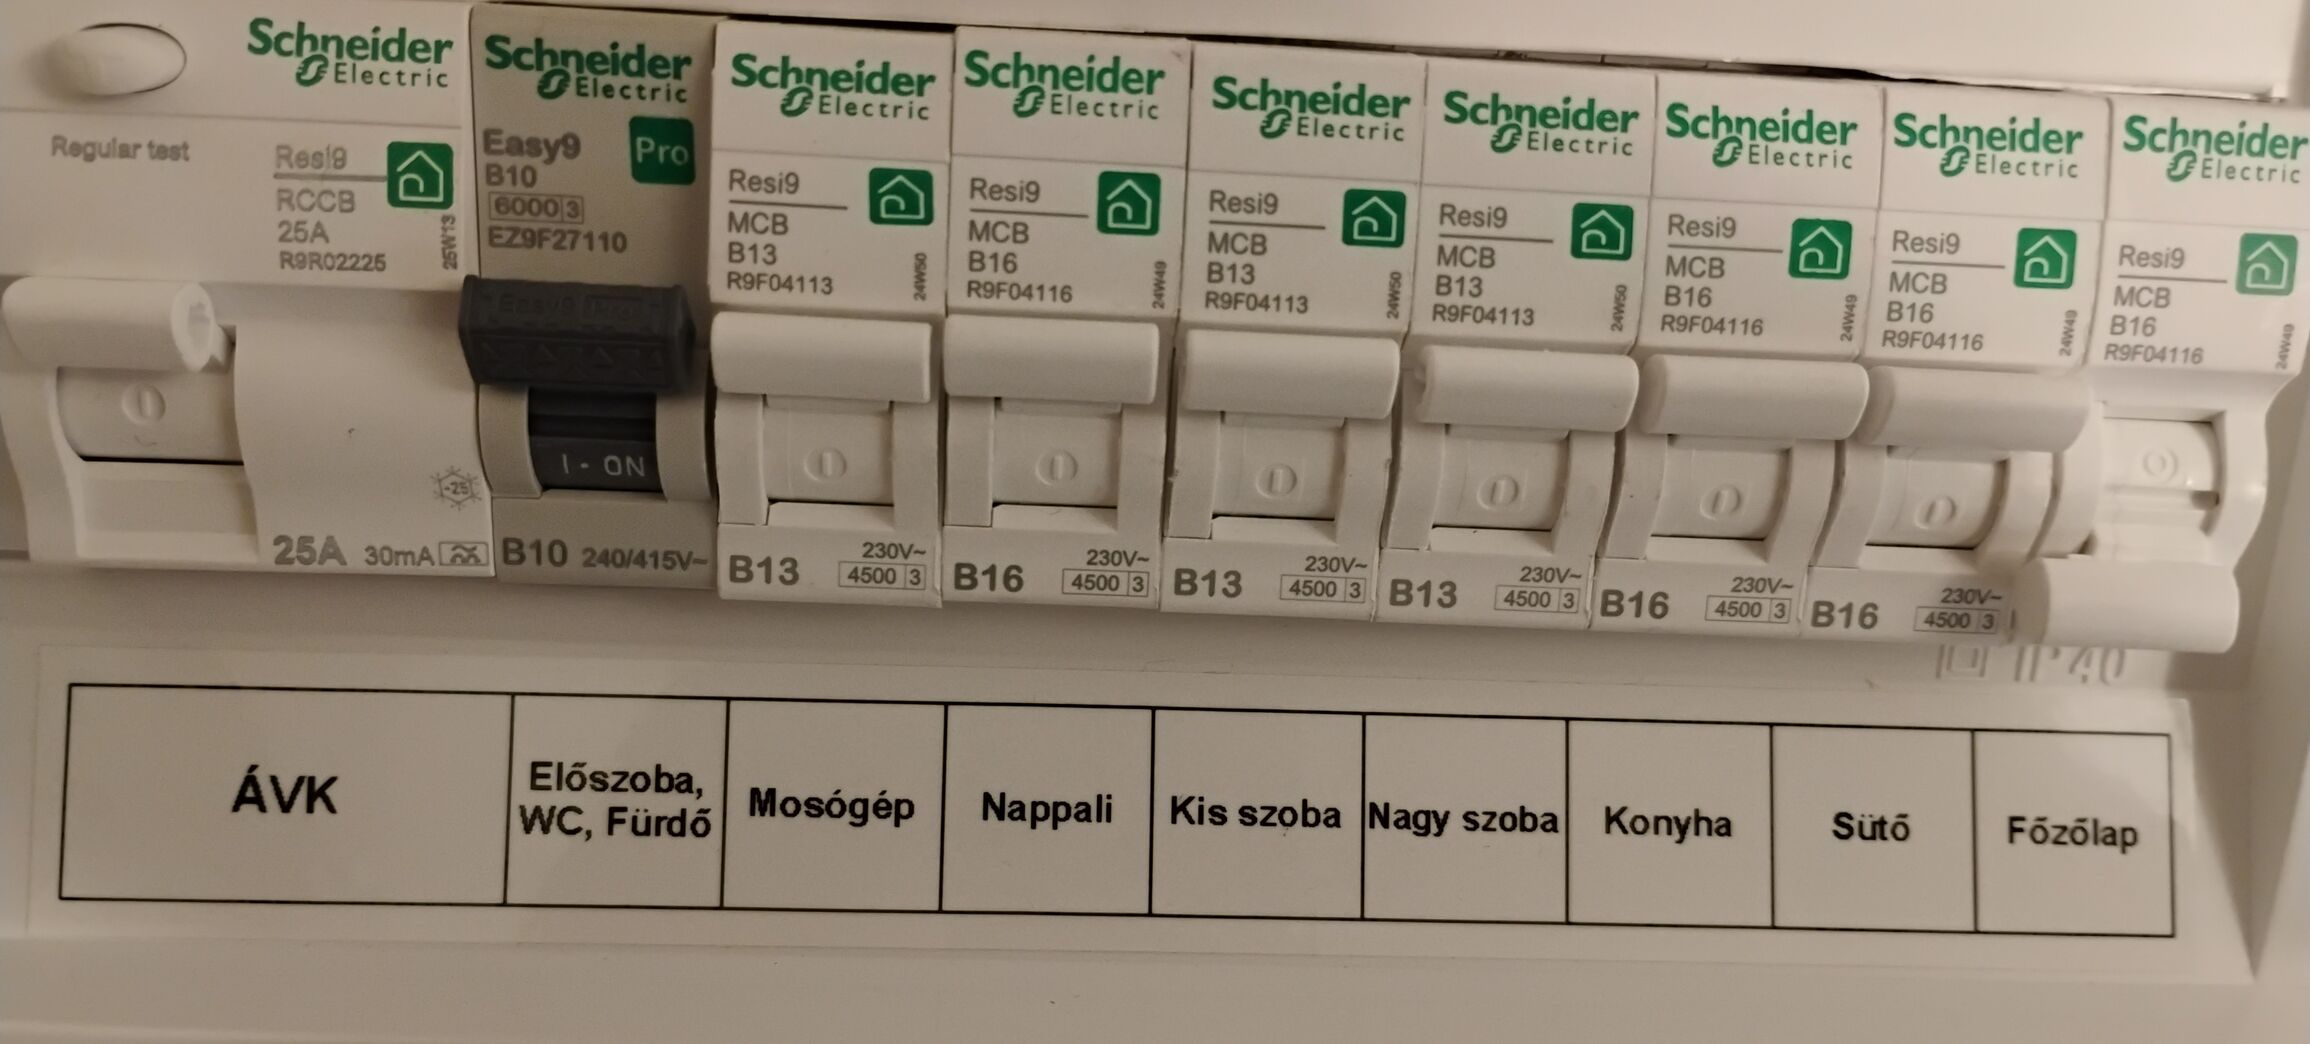 Schneider
Electric
Regular test
Resi9
RCCB
25A
R9R02225
25W13
25A 30mA
-25
Schneider
Electric
Easy9
Pro
B10
6000 3
EZ9F27110
Easy9 Pro
I - ON
B10 240/415V~
Schneider
Electric
Resi9
MCB
B13
R9F04113
24W50
B13
230V~
4500 3
Schneider
Electric
Resi9
MCB
B16
R9F04116
24W49
B16
230V~
4500 3
Schneider
Electric
Resi9
MCB
B13
R9F04113
24W50
B13
230V~
4500 3
Schneider
Electric
Resi9
MCB
B13
R9F04113
24W50
B13
230V~
4500 3
Schneider
Electric
Resi9
MCB
B16
R9F04116
24W49
B16
230V~
4500 3
Schneider
Electric
Resi9
MCB
B16
R9F04116
24W49
B16
230V~
4500 3
Schneider
Electric
Resi9
MCB
B16
R9F04116
24W49
IP40
ÁVK
Előszoba,
WC, Fürdő
Mosógép
Nappali
Kis szoba
Nagy szoba
Konyha
Sütő
Főzőlap